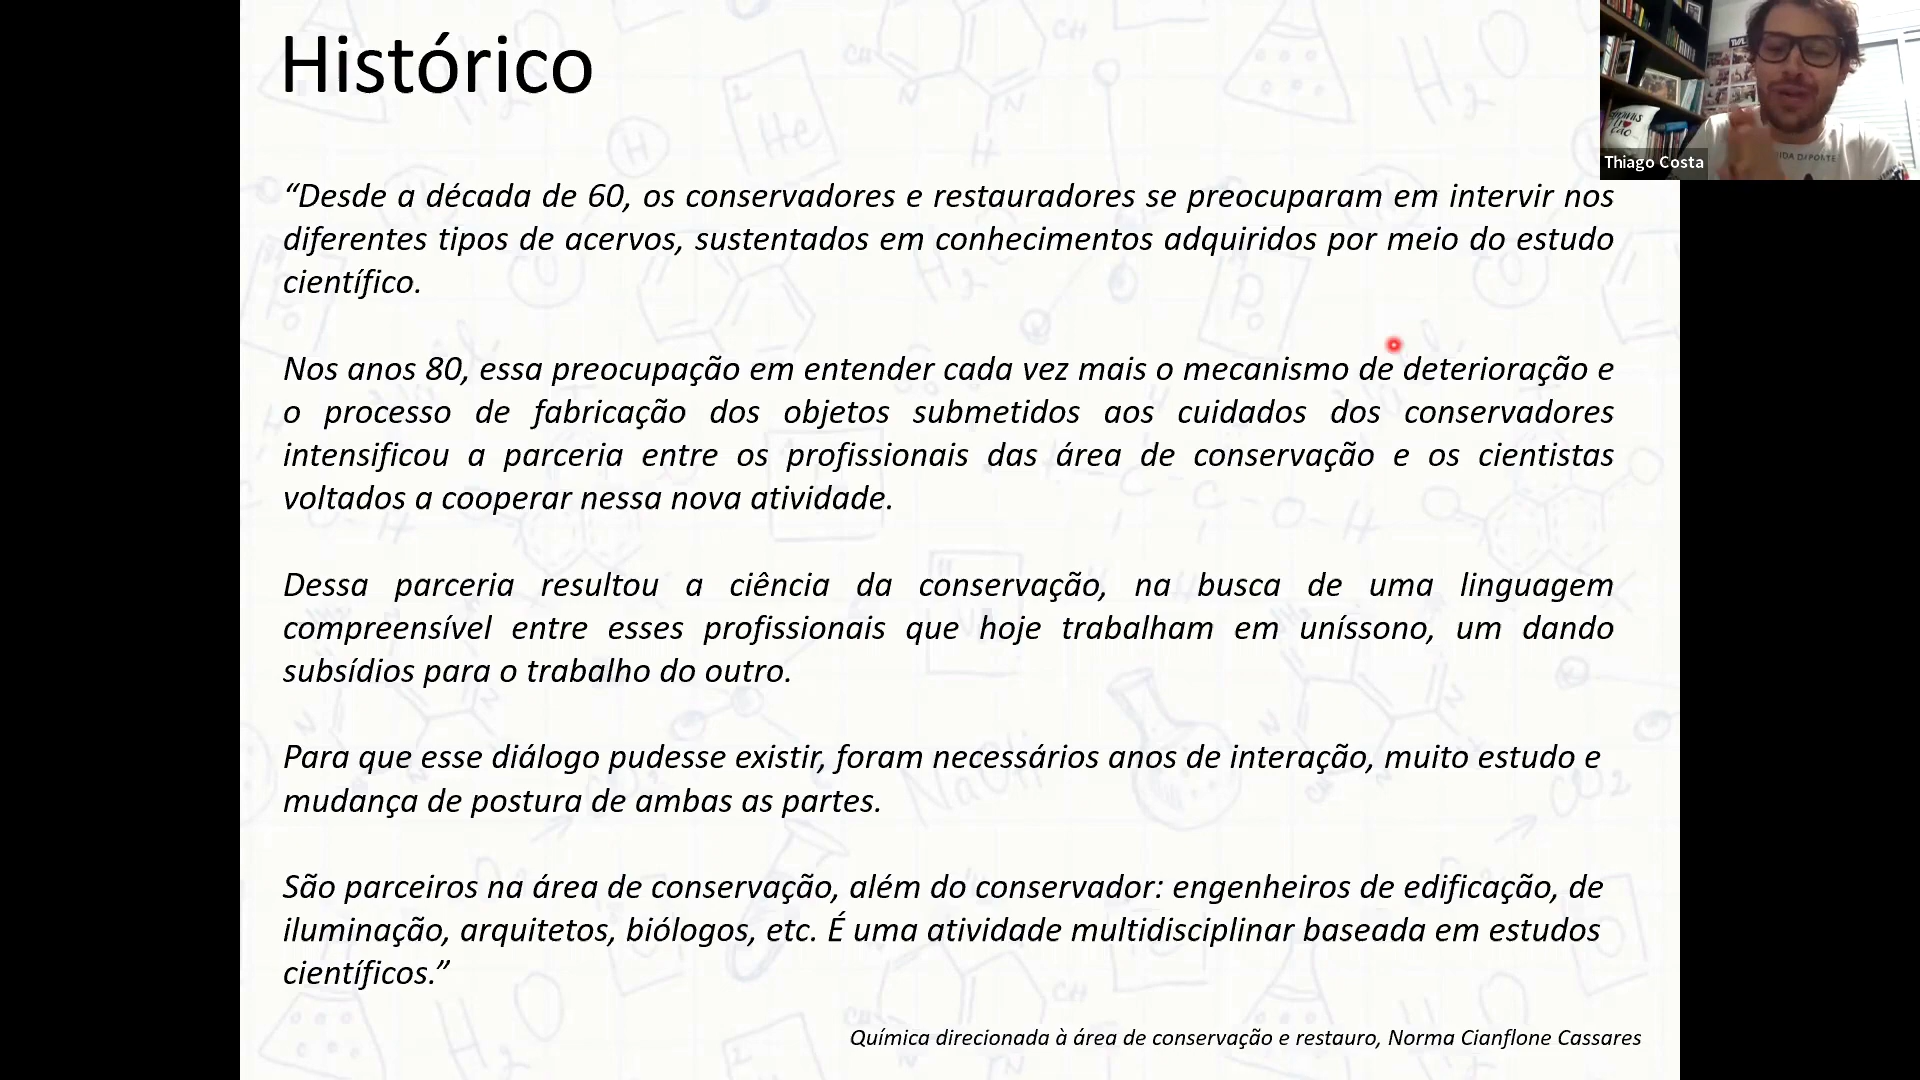 Histórico
Thiago Costa
“Desde a década de 60, os conservadores e restauradores se preocuparam em intervir nos
diferentes tipos de acervos, sustentados em conhecimentos adquiridos por meio do estudo
científico.
Nos anos 80, essa preocupação em entender cada vez mais o mecanismo de deterioração e
o processo de fabricação dos objetos submetidos aos cuidados dos conservadores
intensificou a parceria entre os profissionais das área de conservação e os cientistas
voltados a cooperar nessa nova atividade.
Dessa parceria resultou a ciência da conservação, na busca de uma linguagem
compreensível entre esses profissionais que hoje trabalham em uníssono, um dando
subsídios para o trabalho do outro.
Para que esse diálogo pudesse existir, foram necessários anos de interação, muito estudo e
mudança de postura de ambas as partes.
São parceiros na área de conservação, além do conservador: engenheiros de edificação, de
iluminação, arquitetos, biólogos, etc. É uma atividade multidisciplinar baseada em estudos
científicos.”
Química direcionada à área de conservação e restauro, Norma Cianflone Cassares